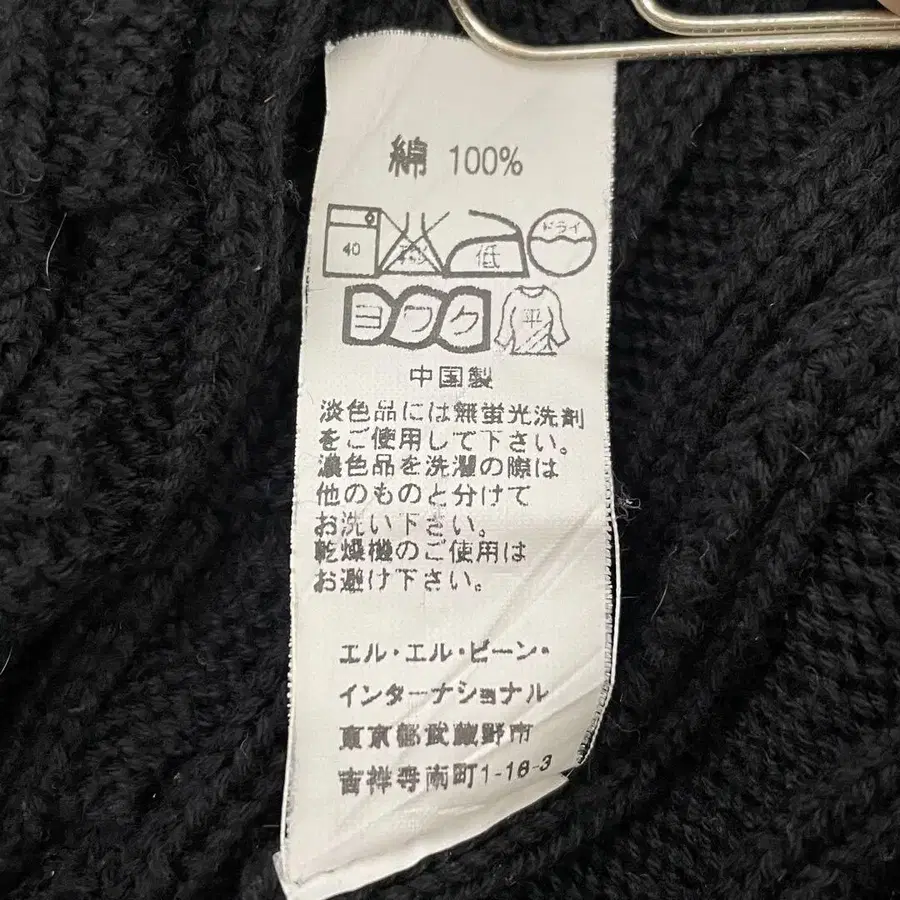 綿 100%
40 低 ドライ
ヨワク 平
中国製
淡色品には無蛍光洗剤
をご使用して下さい。
濃色品を洗濯の際は
他のものと分けて
お洗い下さい。
乾燥機のご使用は
お避け下さい。
エル・エル・ビーン・
インターナショナル
東京都武蔵野市
吉祥寺南町1-16-3